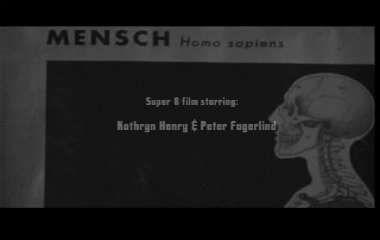 MENSCH Homo sapiens
Super 8 film starring:
Kathryn Henry & Peter Fagerlind